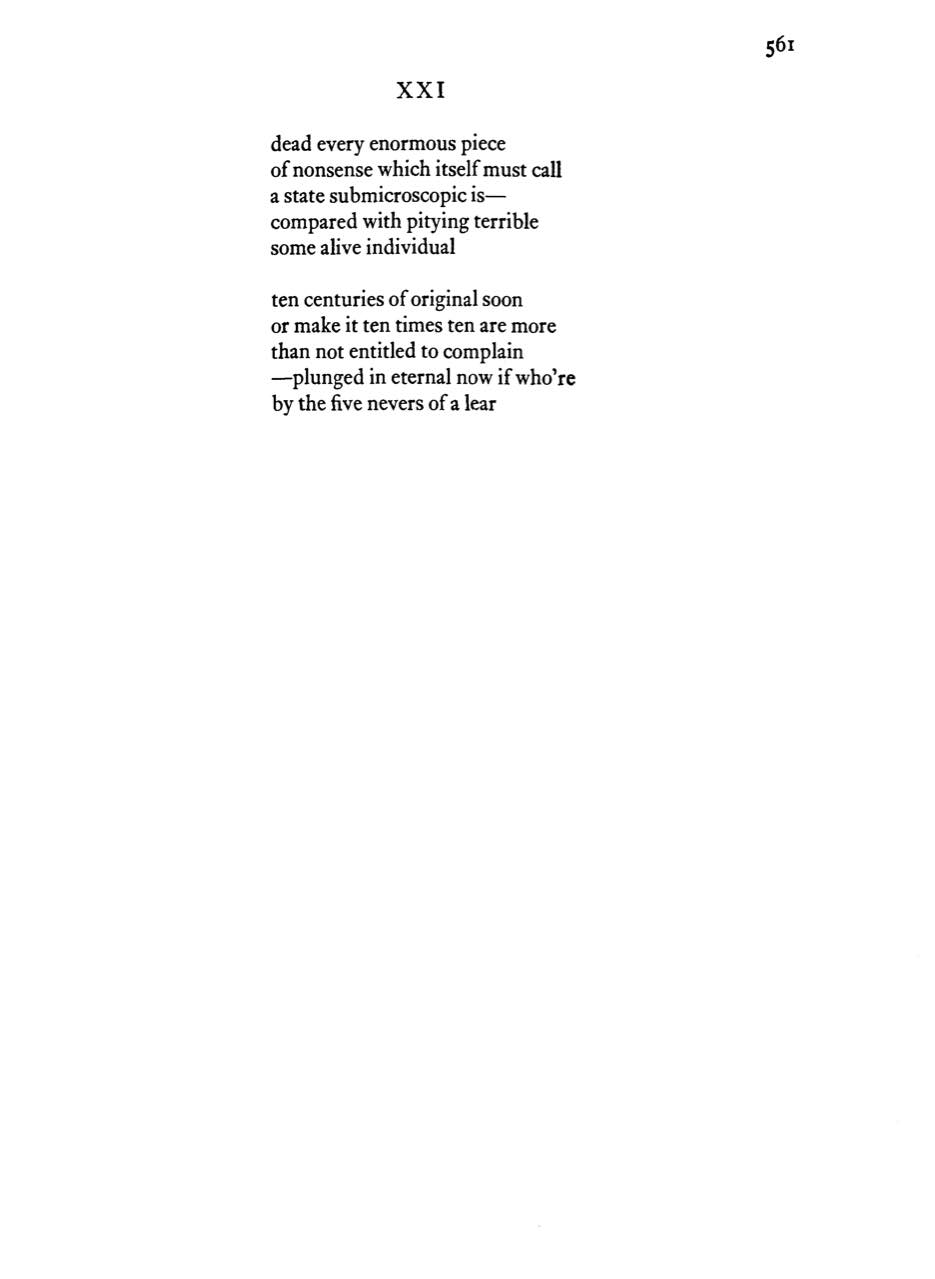 561
XXI
dead every enormous piece
of nonsense which itself must call
a state submicroscopic is—
compared with pitying terrible
some alive individual
ten centuries of original soon
or make it ten times ten are more
than not entitled to complain
—plunged in eternal now if who're
by the five nevers of a lear